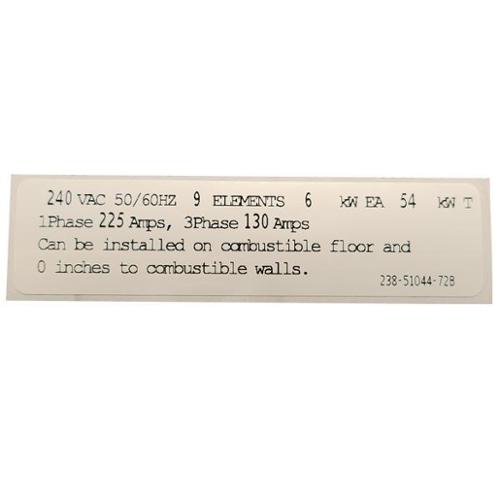 240 VAC 50/60HZ 9 ELEMENTS 6 kW EA 54 kW T
1Phase 225 Amps, 3Phase 130 Amps
Can be installed on combustible floor and
0 inches to combustible walls.
238-51044-72B